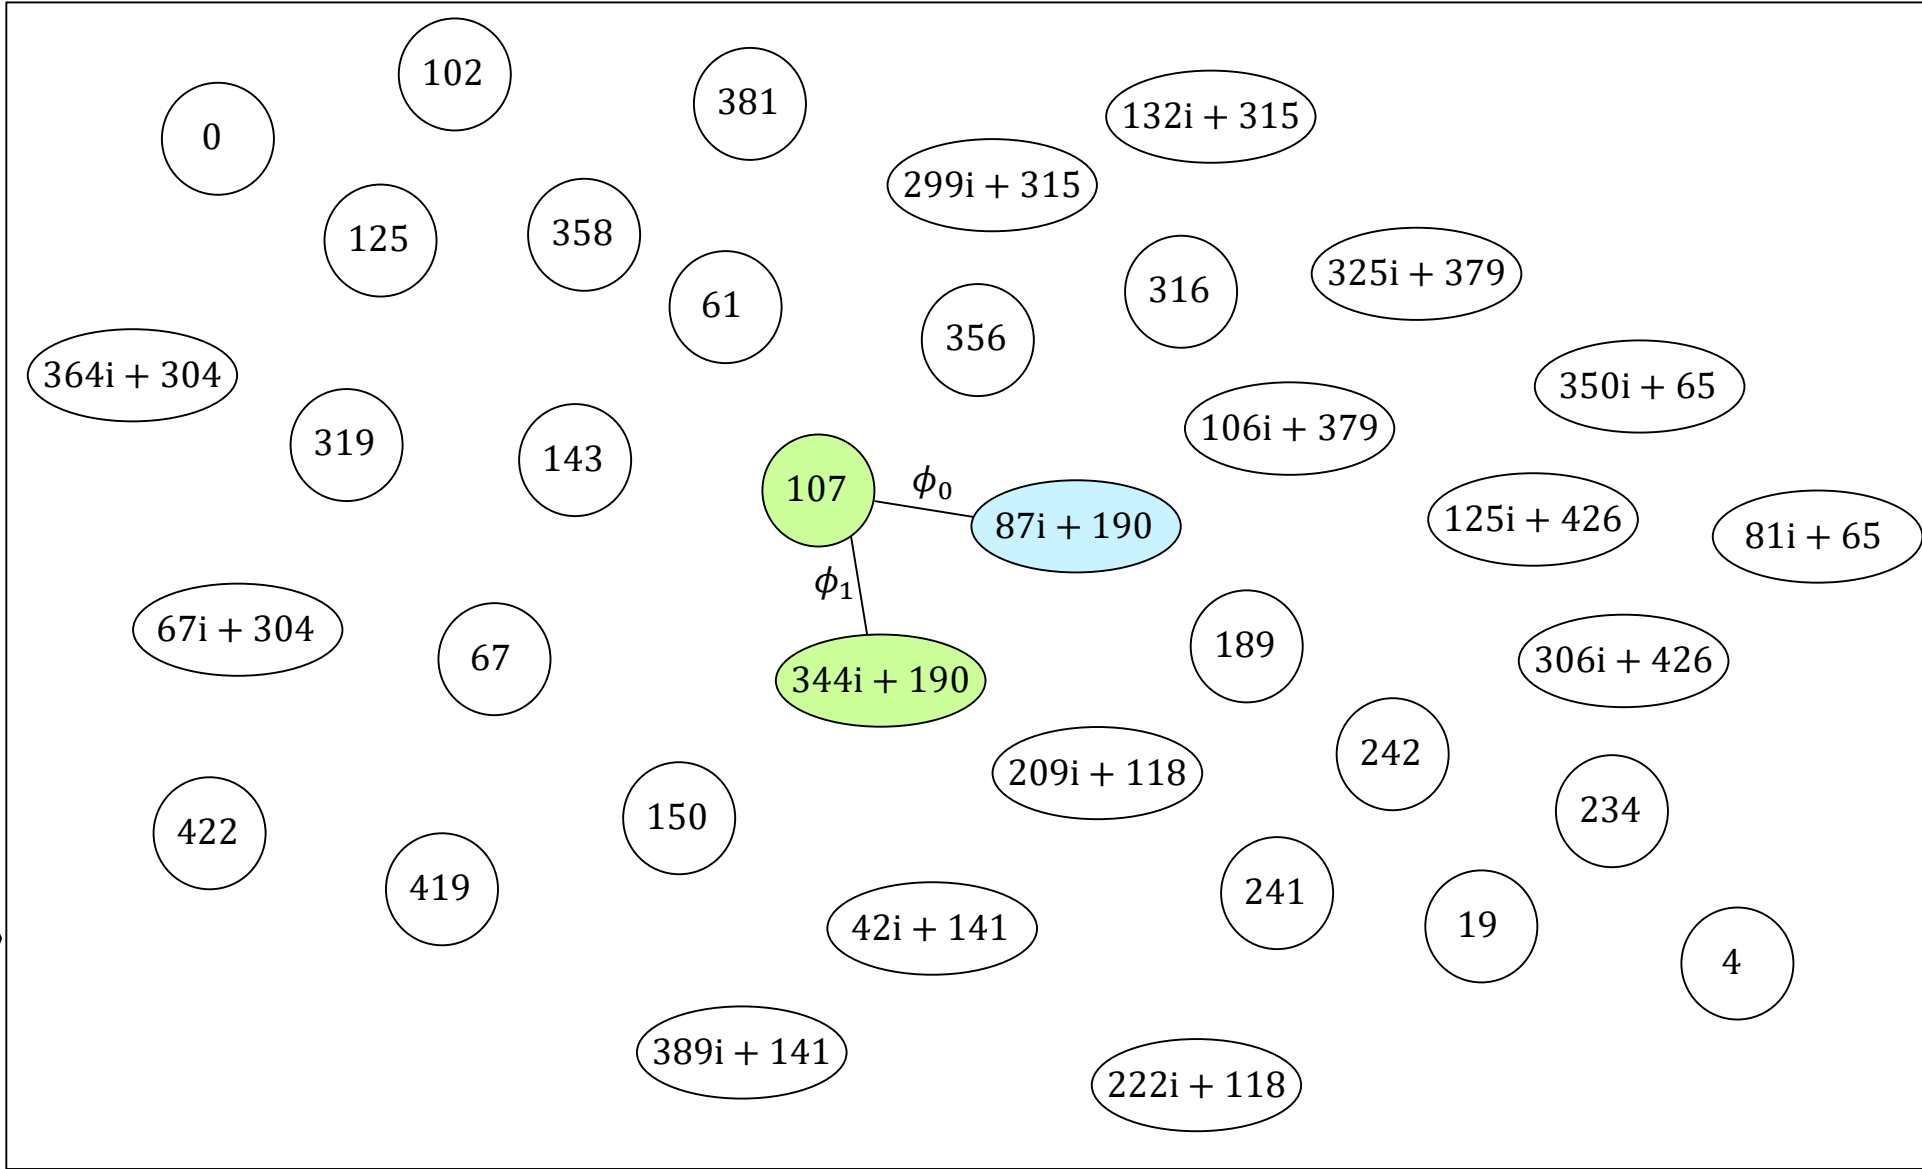 102
381
132i + 315
0
299i + 315
125
358
325i + 379
316
61
356
364i + 304
350i + 65
106i + 379
319
143
107
ϕ₀
87i + 190
125i + 426
81i + 65
ϕ₁
67i + 304
67
189
306i + 426
344i + 190
242
209i + 118
234
150
422
419
241
42i + 141
19
4
389i + 141
222i + 118